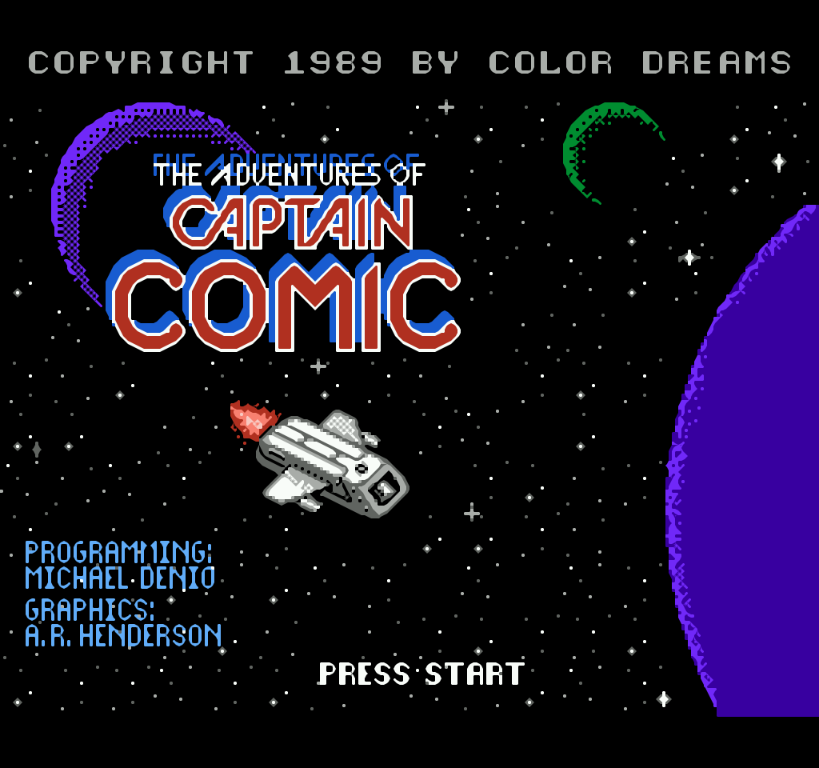 COPYRIGHT 1989 BY COLOR DREAMS
THE ADVENTURES OF
CAPTAIN
COMIC
PROGRAMMING:
MICHAEL DENIO
GRAPHICS:
A.R. HENDERSON
PRESS START